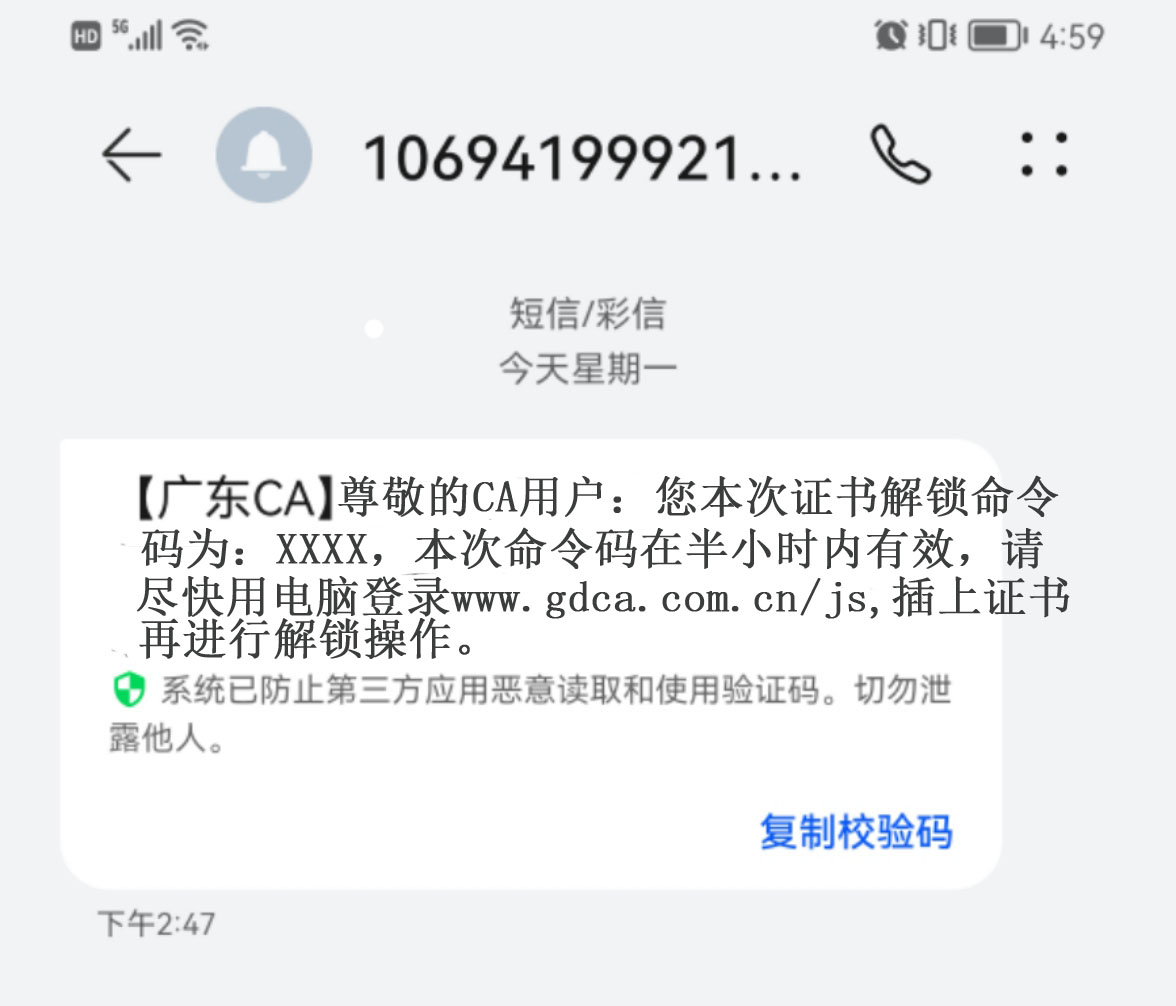 HD 5G 4:59
10694199921...
短信/彩信
今天星期一
【广东CA】尊敬的CA用户：您本次证书解锁命令
码为：XXXX，本次命令码在半小时内有效，请
尽快用电脑登录www.gdca.com.cn/js,插上证书
再进行解锁操作。
系统已防止第三方应用恶意读取和使用验证码。切勿泄
露他人。
复制校验码
下午2:47